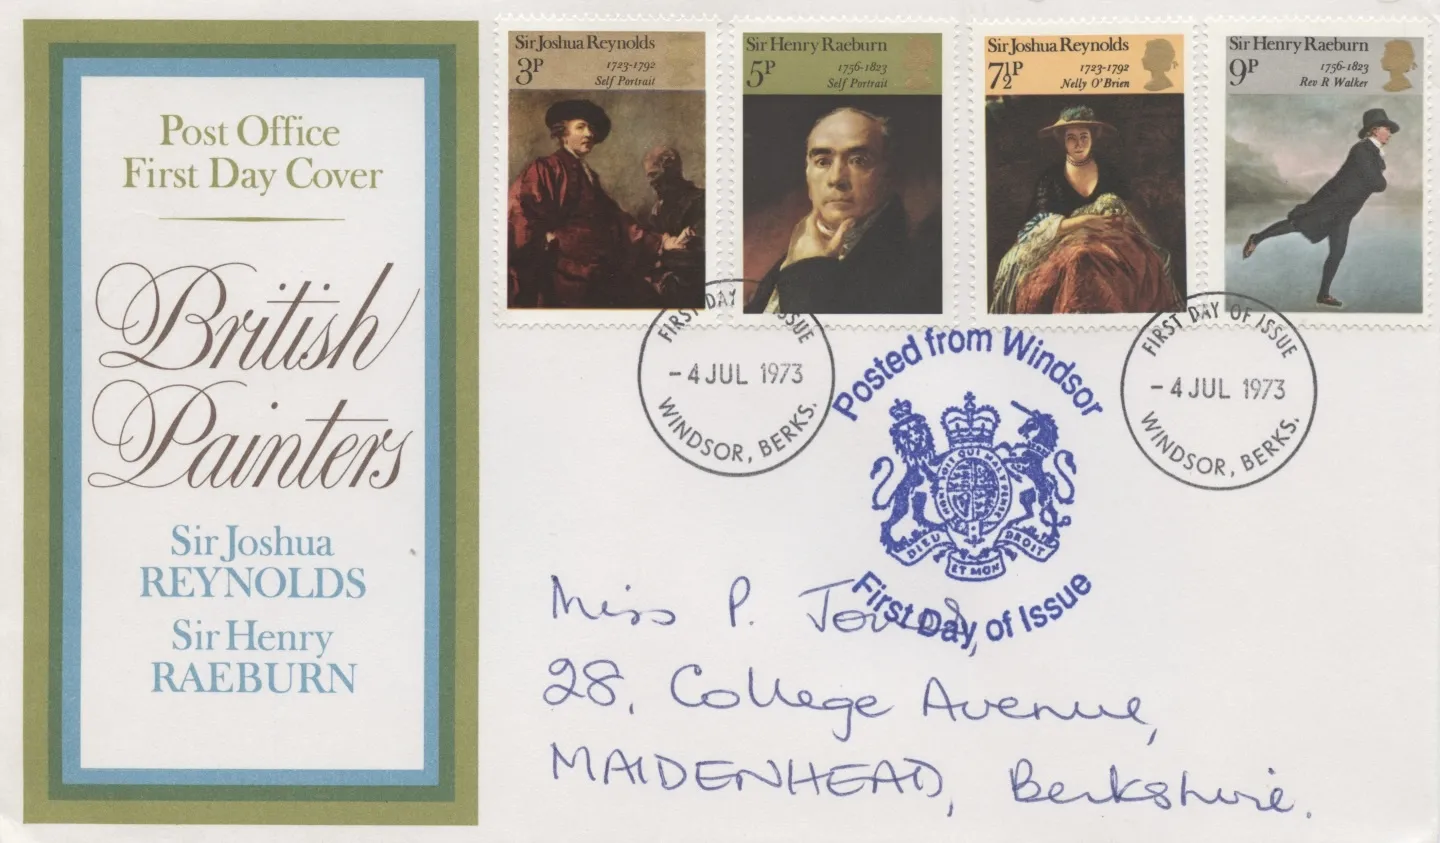 Post Office
First Day Cover
British
Painters
Sir Joshua
REYNOLDS
Sir Henry
RAEBURN
Sir Joshua Reynolds
3P
1723-1792
Self Portrait
Sir Henry Raeburn
5P
1756-1823
Self Portrait
Sir Joshua Reynolds
7½P
1723-1792
Nelly O'Brien
Sir Henry Raeburn
9P
1756-1823
Rev R Walker
FIRST DAY ISSUE
- 4 JUL 1973
WINDSOR, BERKS.
Posted from Windsor
DIEU ET MON DROIT
First Day of Issue
FIRST DAY OF ISSUE
- 4 JUL 1973
WINDSOR, BERKS.
Miss P.
28, College Avenue,
MAIDENHEAD, Berkshire.